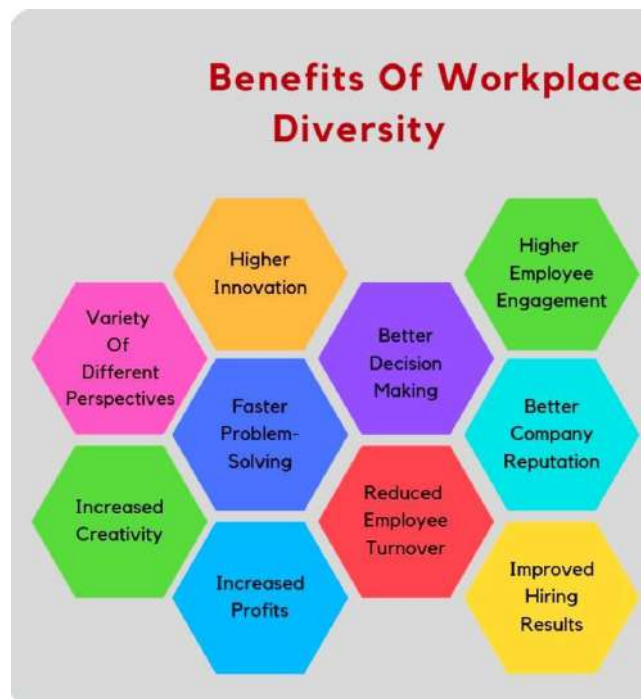 Benefits Of Workplace
Diversity
Higher
Innovation
Higher
Employee
Engagement
Variety
Of
Different
Perspectives
Better
Decision
Making
Faster
Problem-
Solving
Better
Company
Reputation
Increased
Creativity
Reduced
Employee
Turnover
Increased
Profits
Improved
Hiring
Results